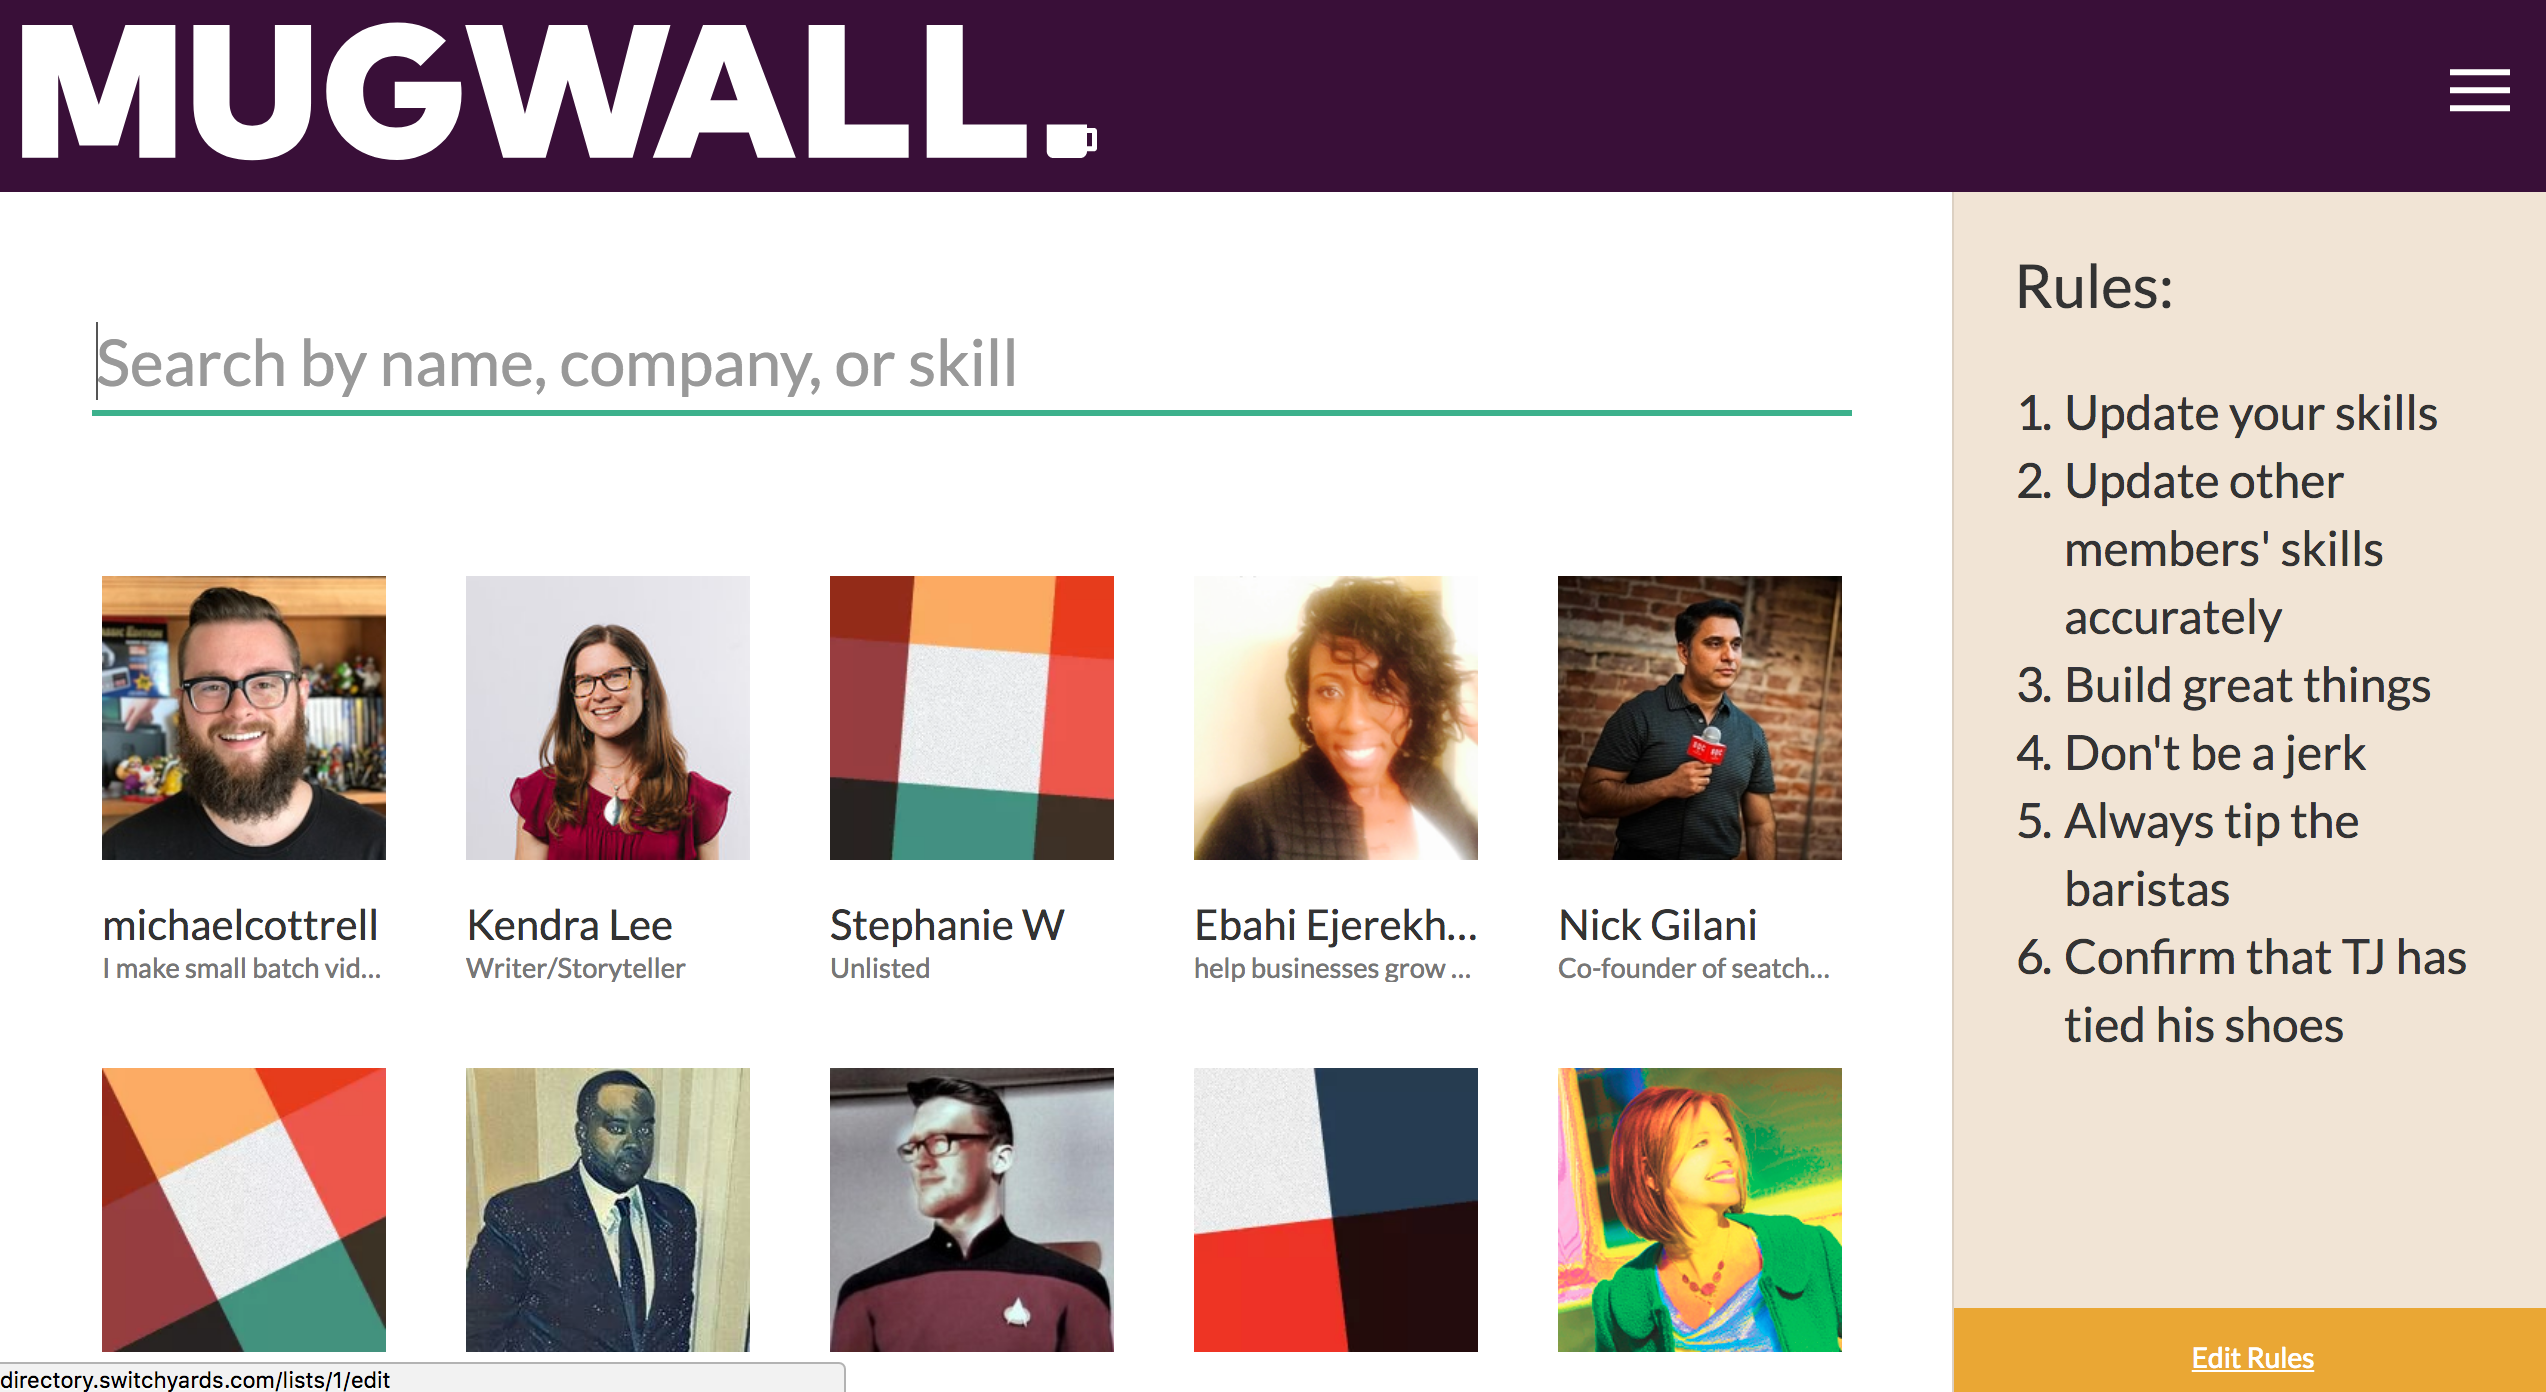 MUGWALL.
Search by name, company, or skill
michaelcottrell
I make small batch vid...
Kendra Lee
Writer/Storyteller
Stephanie W
Unlisted
Ebahi Ejerekh...
help businesses grow ...
Nick Gilani
Co-founder of seatch...
Rules:
1. Update your skills
2. Update other
members' skills
accurately
3. Build great things
4. Don't be a jerk
5. Always tip the
baristas
6. Confirm that TJ has
tied his shoes
Edit Rules
directory.switchyards.com/lists/1/edit